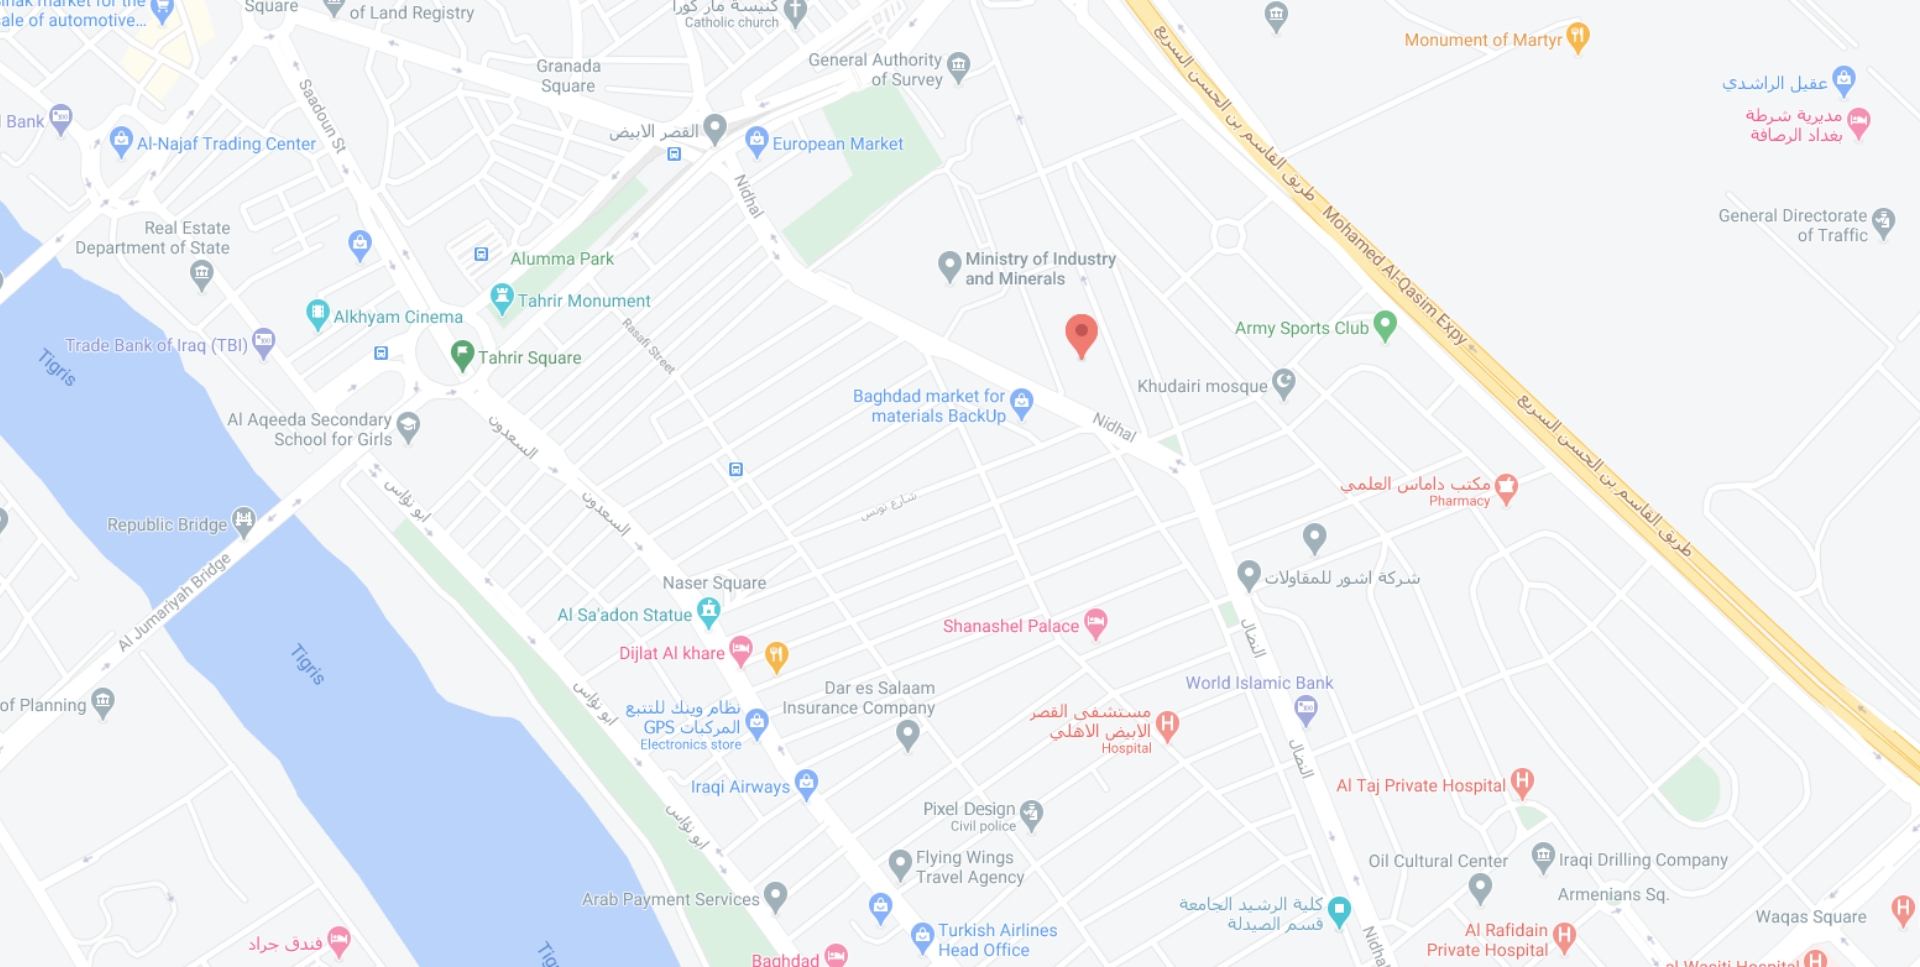 inak market for the
ale of automotive...
Square
of Land Registry
كنيسة مار كورا
Catholic church
Granada
Square
General Authority
of Survey
Monument of Martyr
طريق القاسم بن الحسن السريع
عقيل الراشدي
مديرية شرطة
بغداد الرصافة
Saadoun St
l Bank
Al-Najaf Trading Center
القصر الابيض
European Market
Nidhal
Mohamed Al-Qasim Expy
General Directorate
of Traffic
Real Estate
Department of State
Alumma Park
Ministry of Industry
and Minerals
Tahrir Monument
Alkhyam Cinema
Trade Bank of Iraq (TBI)
Tahrir Square
Rasafi Street
Army Sports Club
Tigris
Khudairi mosque
Baghdad market for
materials BackUp
Nidhal
Al Aqeeda Secondary
School for Girls
السعدون
طريق القاسم بن الحسن السريع
ابو نؤاس
السعدون
شارع تونس
مكتب داماس العلمي
Pharmacy
Republic Bridge
Al Jumariyah Bridge
Naser Square
شركة اشور للمقاولات
Al Sa'adon Statue
Shanashel Palace
النضال
Dijlat Al khare
Tigris
ابو نؤاس
World Islamic Bank
Dar es Salaam
Insurance Company
of Planning
نظام وينك للتتبع
المركبات GPS
Electronics store
مستشفى القصر
الابيض الاهلي
Hospital
النضال
Iraqi Airways
Al Taj Private Hospital
ابو نؤاس
Pixel Design
Civil police
Flying Wings
Travel Agency
Oil Cultural Center
Iraqi Drilling Company
Arab Payment Services
Armenians Sq.
كلية الرشيد الجامعة
قسم الصيدلة
Waqas Square
Turkish Airlines
Head Office
Al Rafidain
Private Hospital
Nidhal
فندق جراد
Tig
Baghdad
al Wasiti Hospital